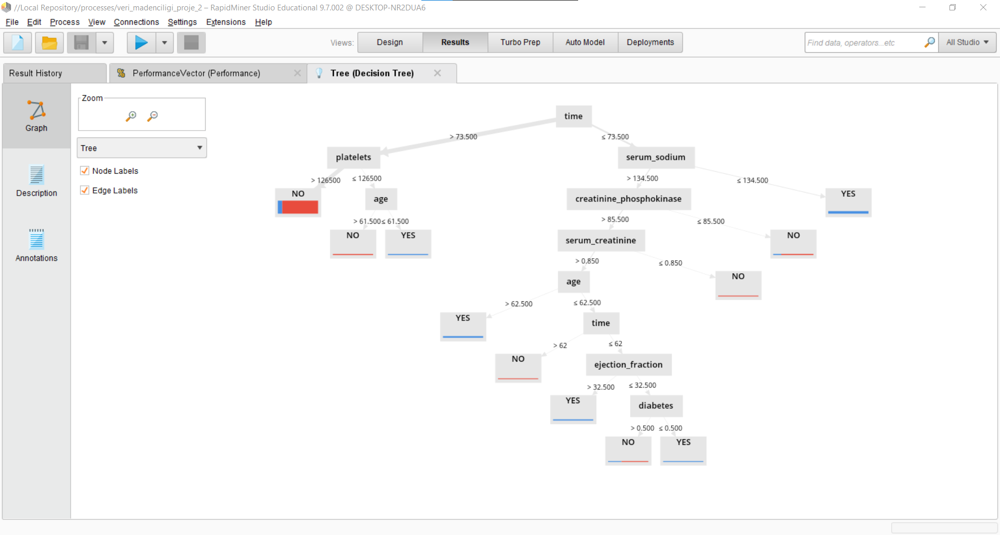 //Local Repository/processes/veri_madenciligi_proje_2 – RapidMiner Studio Educational 9.7.002 @ DESKTOP-NR2DUA6
File Edit Process View Connections Settings Extensions Help
Views: Design Results Turbo Prep Auto Model Deployments
Find data, operators...etc
All Studio
Result History
PerformanceVector (Performance)
Tree (Decision Tree)
Graph
Description
Annotations
Zoom
Tree
Node Labels
Edge Labels
time
> 73.500 ≤ 73.500
platelets serum_sodium
> 126500 ≤ 126500 > 134.500 ≤ 134.500
NO age creatinine_phosphokinase YES
> 61.500 ≤ 61.500 > 85.500 ≤ 85.500
NO YES serum_creatinine NO
> 0.850 ≤ 0.850
age NO
> 62.500 ≤ 62.500
YES time
> 62 ≤ 62
NO ejection_fraction
> 32.500 ≤ 32.500
YES diabetes
> 0.500 ≤ 0.500
NO YES